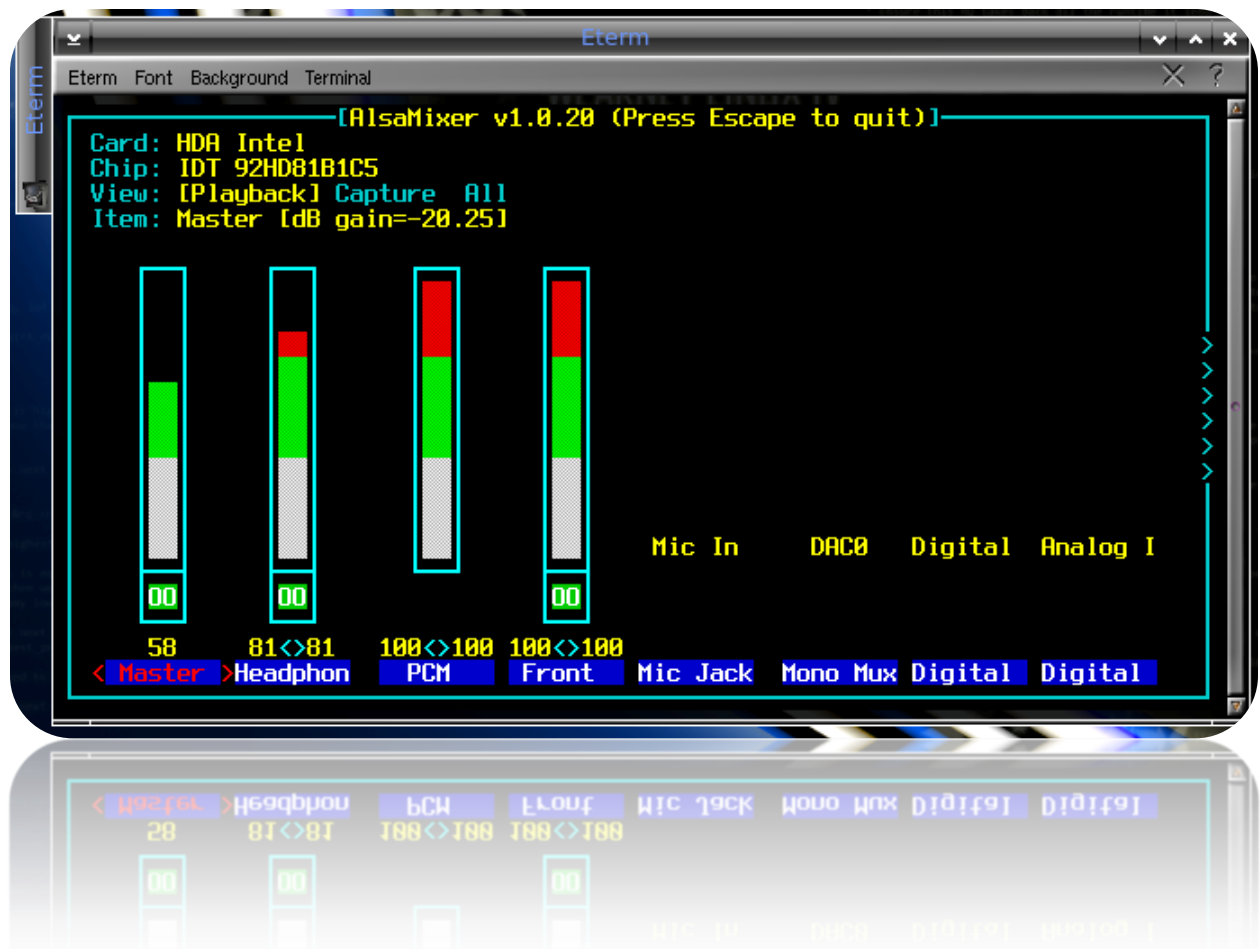 Eterm
Eterm
Eterm Font Background Terminal
[AlsaMixer v1.0.20 (Press Escape to quit)]
Card: HDA Intel
Chip: IDT 92HD81B1C5
View: [Playback] Capture All
Item: Master [dB gain=-20.25]
Mic In DAC0 Digital Analog I
00 00 00
58 81<>81 100<>100 100<>100
< Master >Headphon PCM Front Mic Jack Mono Mux Digital Digital